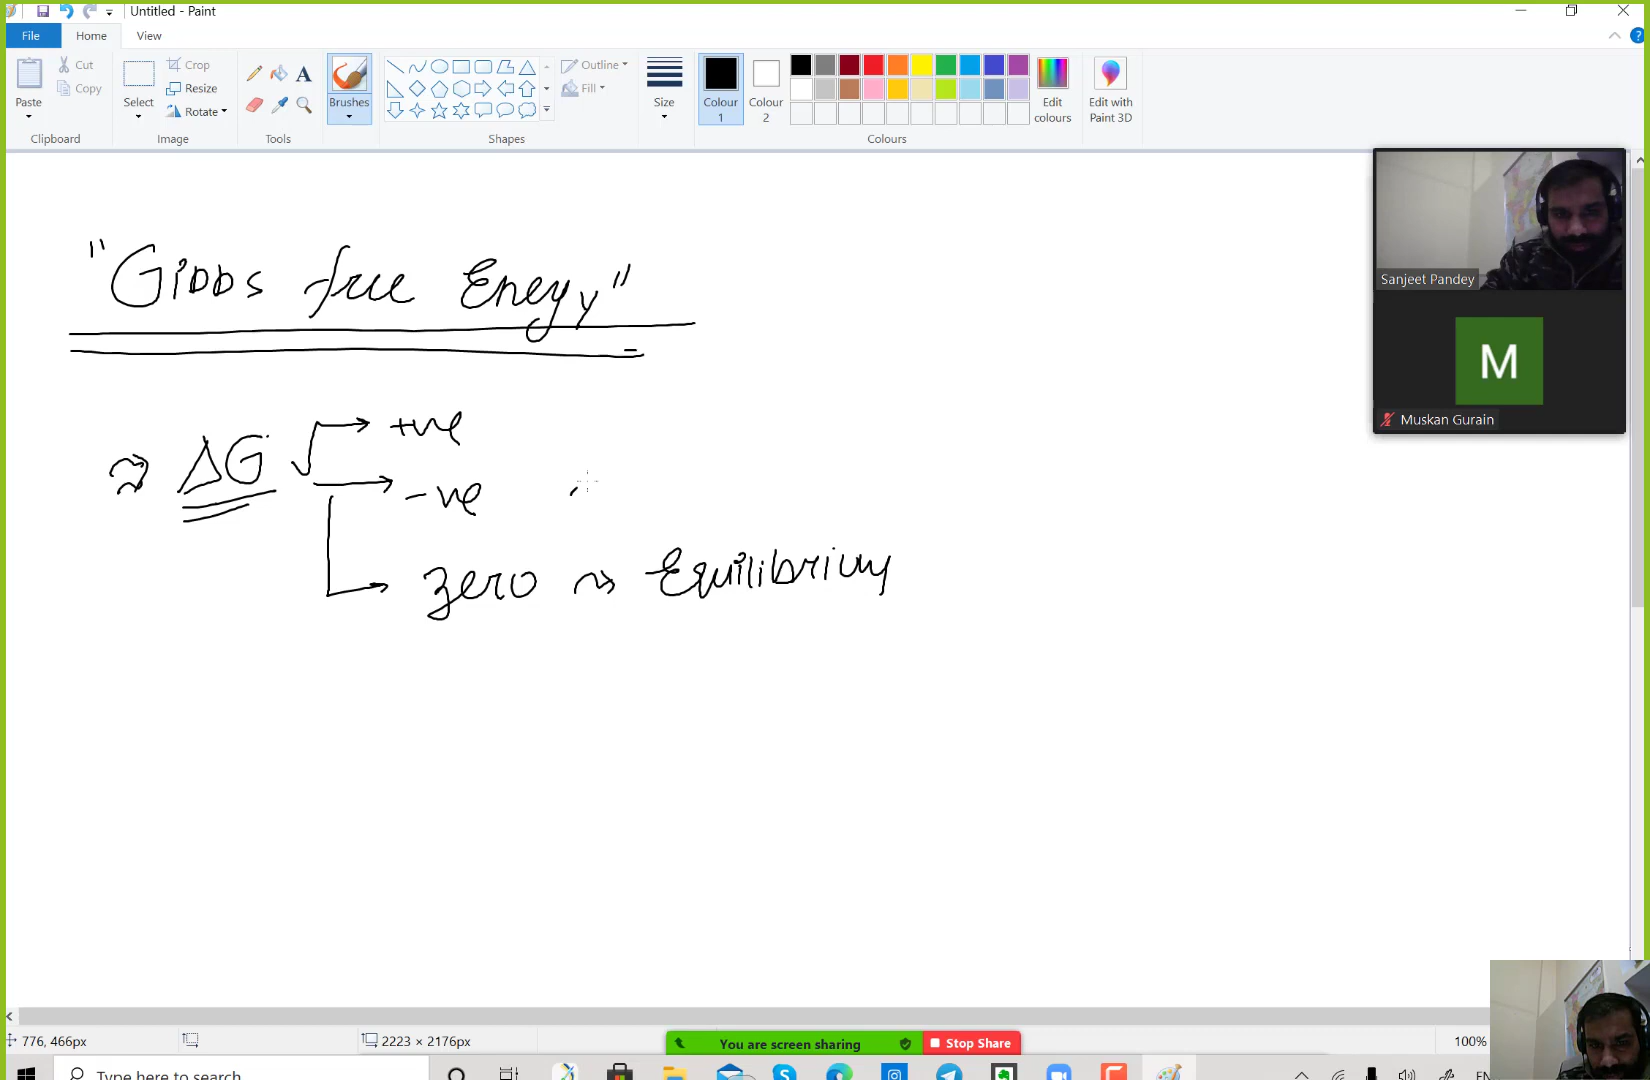 Untitled - Paint
File
Home
View
Paste
Cut
Copy
Clipboard
Select
Crop
Resize
Rotate
Image
Tools
Brushes
Shapes
Outline
Fill
Size
Colour 1
Colour 2
Edit colours
Edit with Paint 3D
Colours
"Gibbs free Enegy"
ΔG
+ve
-ve
zero
Equilibrium
Sanjeet Pandey
M
Muskan Gurain
776, 466px
2223 × 2176px
You are screen sharing
Stop Share
100%
Type here to search
EN